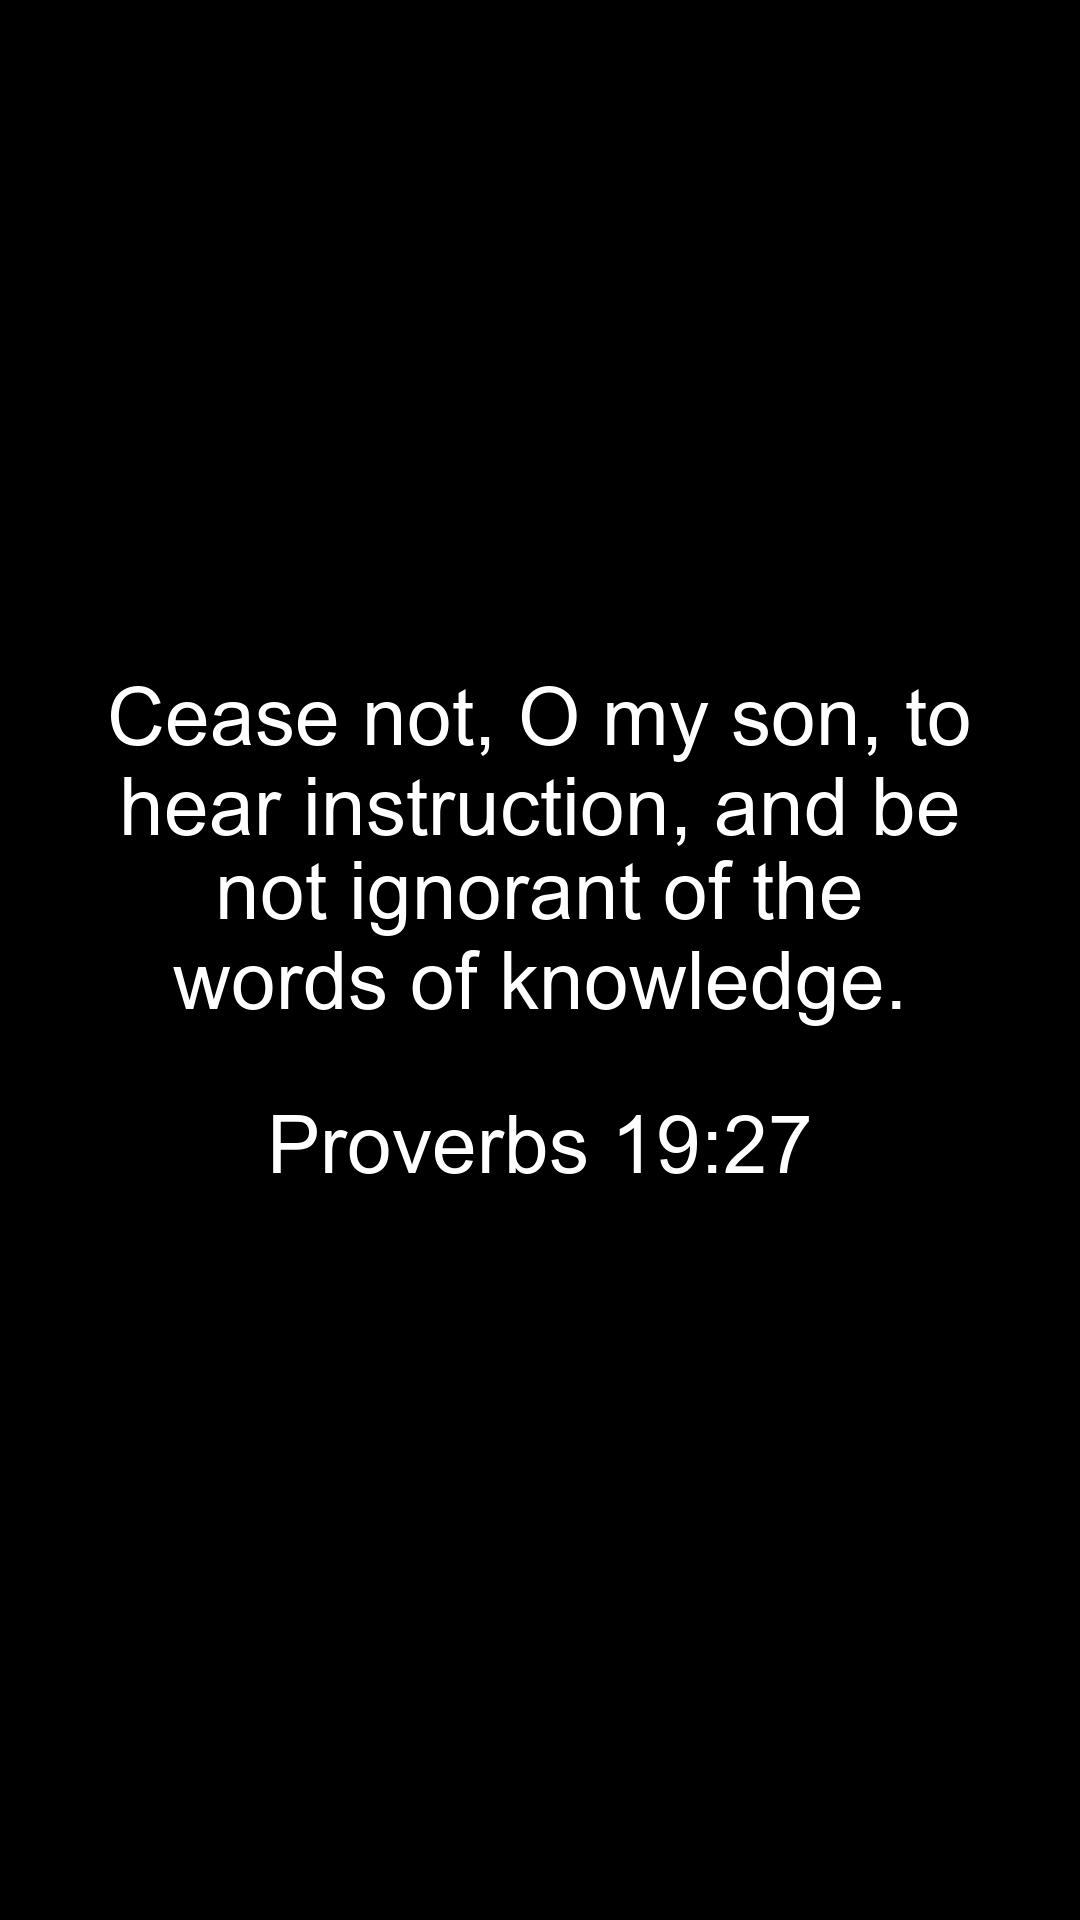 Cease not, O my son, to
hear instruction, and be
not ignorant of the
words of knowledge.
Proverbs 19:27